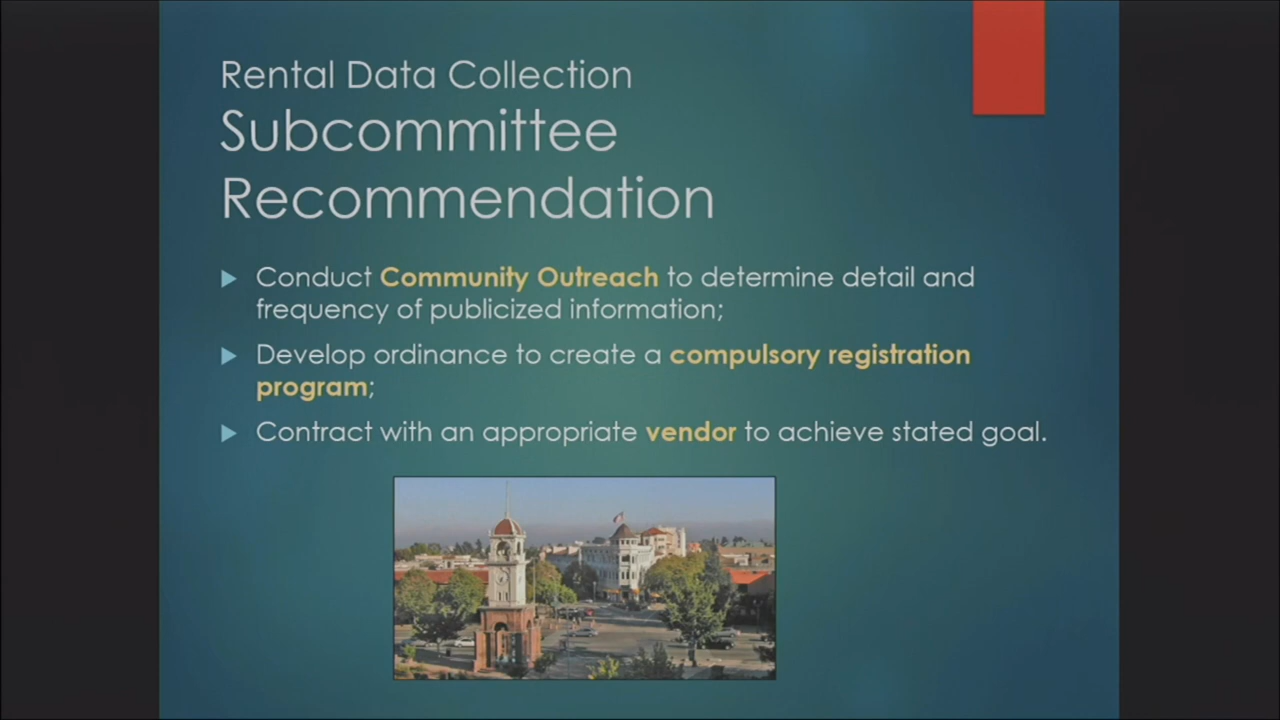 Rental Data Collection
Subcommittee
Recommendation
Conduct Community Outreach to determine detail and
frequency of publicized information;
Develop ordinance to create a compulsory registration
program;
Contract with an appropriate vendor to achieve stated goal.